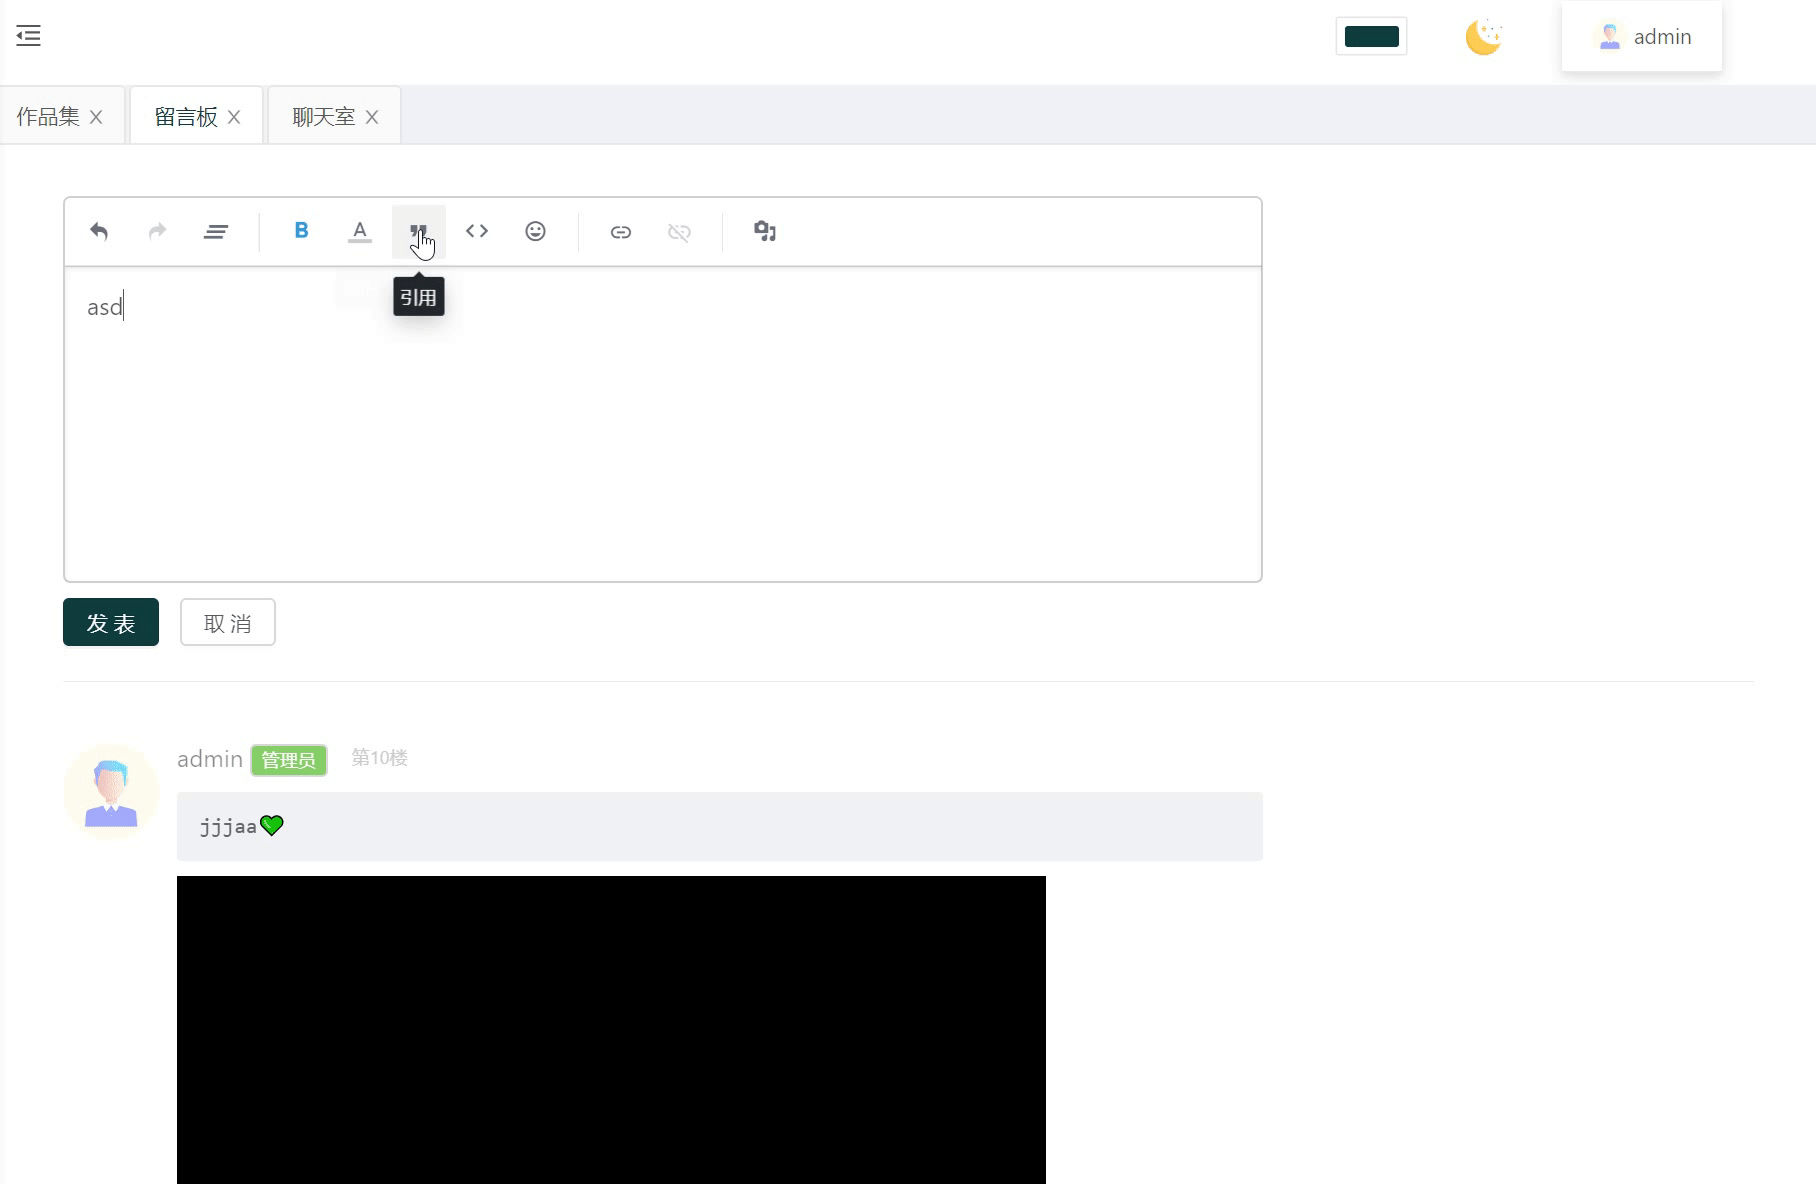 admin
作品集 X 留言板 X 聊天室 X
B A
引用
asd
发表 取消
admin 管理员 第10楼
jjjaa💚